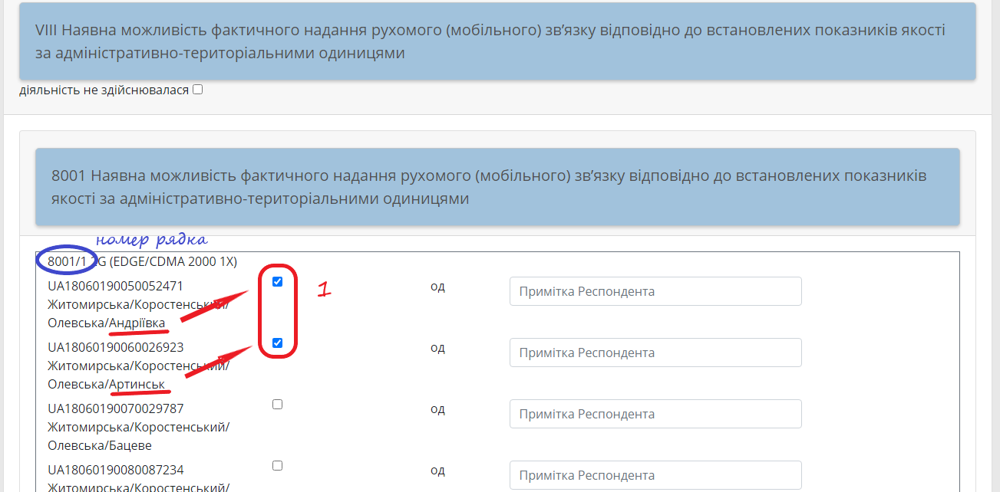 VIII Наявна можливість фактичного надання рухомого (мобільного) зв’язку відповідно до встановлених показників якості
за адміністративно-територіальними одиницями
діяльність не здійснювалася
8001 Наявна можливість фактичного надання рухомого (мобільного) зв’язку відповідно до встановлених показників
якості за адміністративно-територіальними одиницями
номер рядка
8001/1 2G (EDGE/CDMA 2000 1X)
UA18060190050052471
Житомирська/Коростенський/
Олевська/Андріївка
1
од
Примітка Респондента
UA18060190060026923
Житомирська/Коростенський/
Олевська/Артинськ
од
Примітка Респондента
UA18060190070029787
Житомирська/Коростенський/
Олевська/Бацеве
од
Примітка Респондента
UA18060190080087234
Житомирська/Коростенський/
од
Примітка Респондента